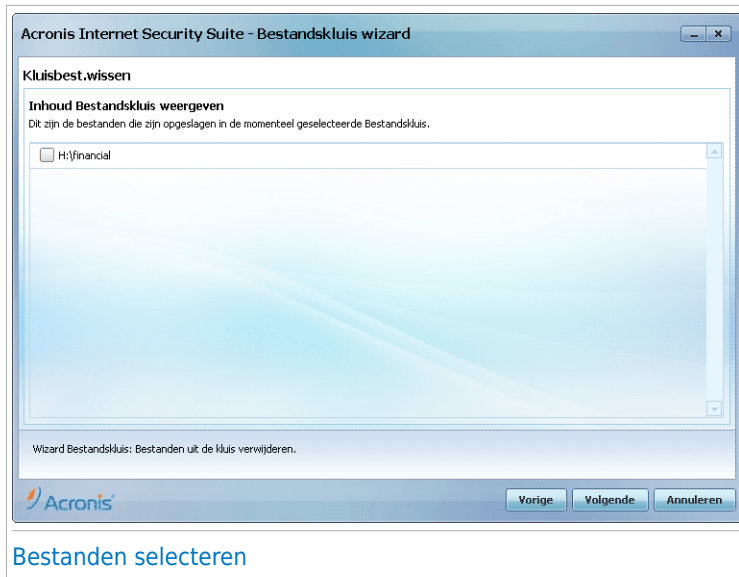 Acronis Internet Security Suite - Bestandskluis wizard
Kluisbest.wissen
Inhoud Bestandskluis weergeven
Dit zijn de bestanden die zijn opgeslagen in de momenteel geselecteerde Bestandskluis.
H:\financial
Wizard Bestandskluis: Bestanden uit de kluis verwijderen.
Acronis
Vorige Volgende Annuleren
Bestanden selecteren